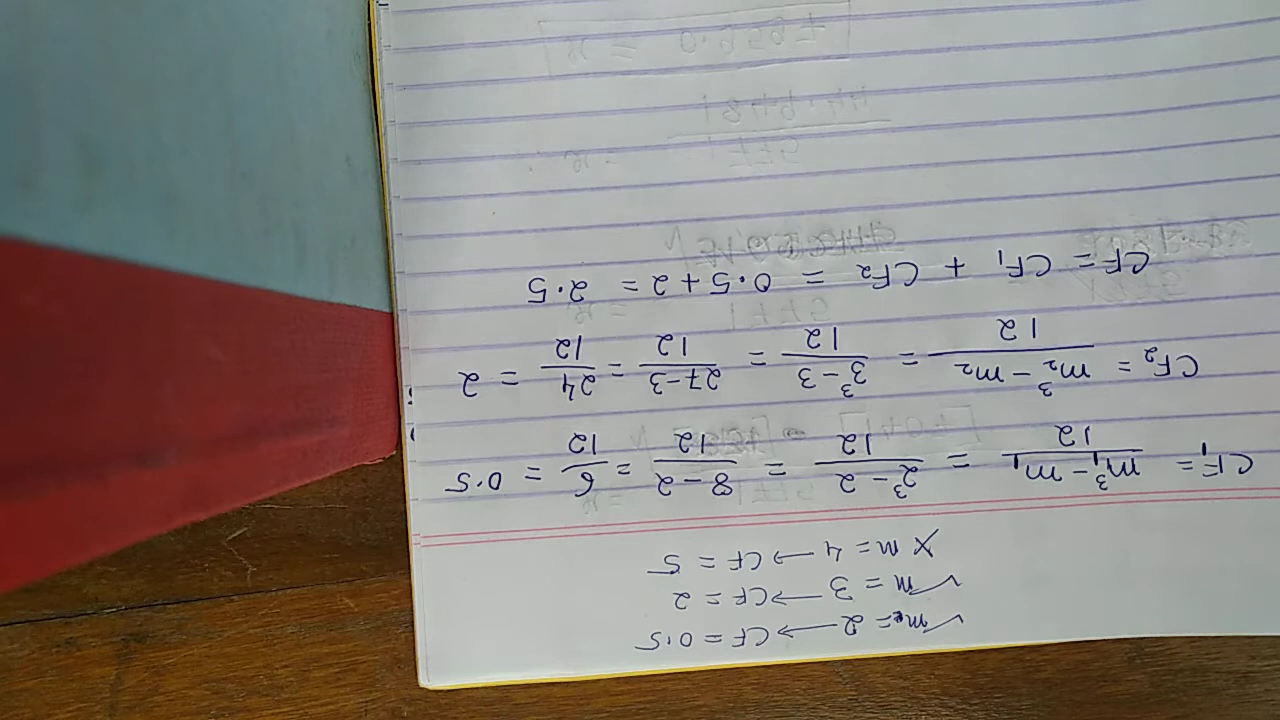 ✓ m = 2 → CF = 0.5
✓ m = 3 → CF = 2
X m = 4 → CF = 5
CF₁ = (m₁³ - m₁)/12 = (2³ - 2)/12 = (8 - 2)/12 = 6/12 = 0.5
CF₂ = (m₂³ - m₂)/12 = (3³ - 3)/12 = (27 - 3)/12 = 24/12 = 2
CF = CF₁ + CF₂ = 0.5 + 2 = 2.5